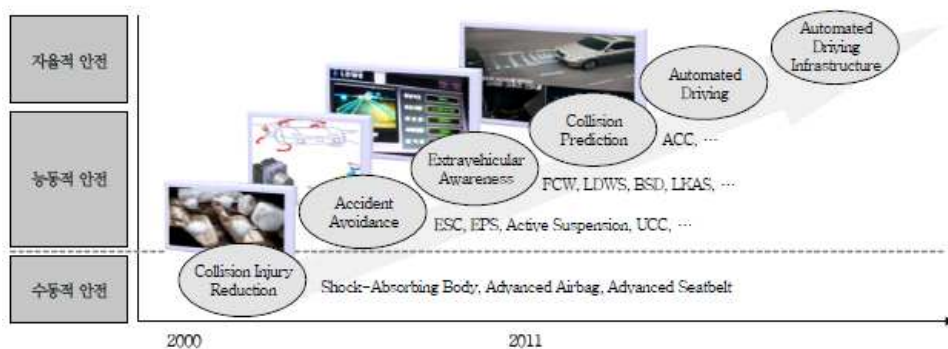 자율적 안전
능동적 안전
수동적 안전
Automated
Driving
Infrastructure
Automated
Driving
Collision
Prediction
ACC, …
Extravehicular
Awareness
FCW, LDWS, BSD, LKAS, …
Accident
Avoidance
ESC, EPS, Active Suspension, UCC, …
Collision Injury
Reduction
Shock-Absorbing Body, Advanced Airbag, Advanced Seatbelt
LDWS
2000
2011